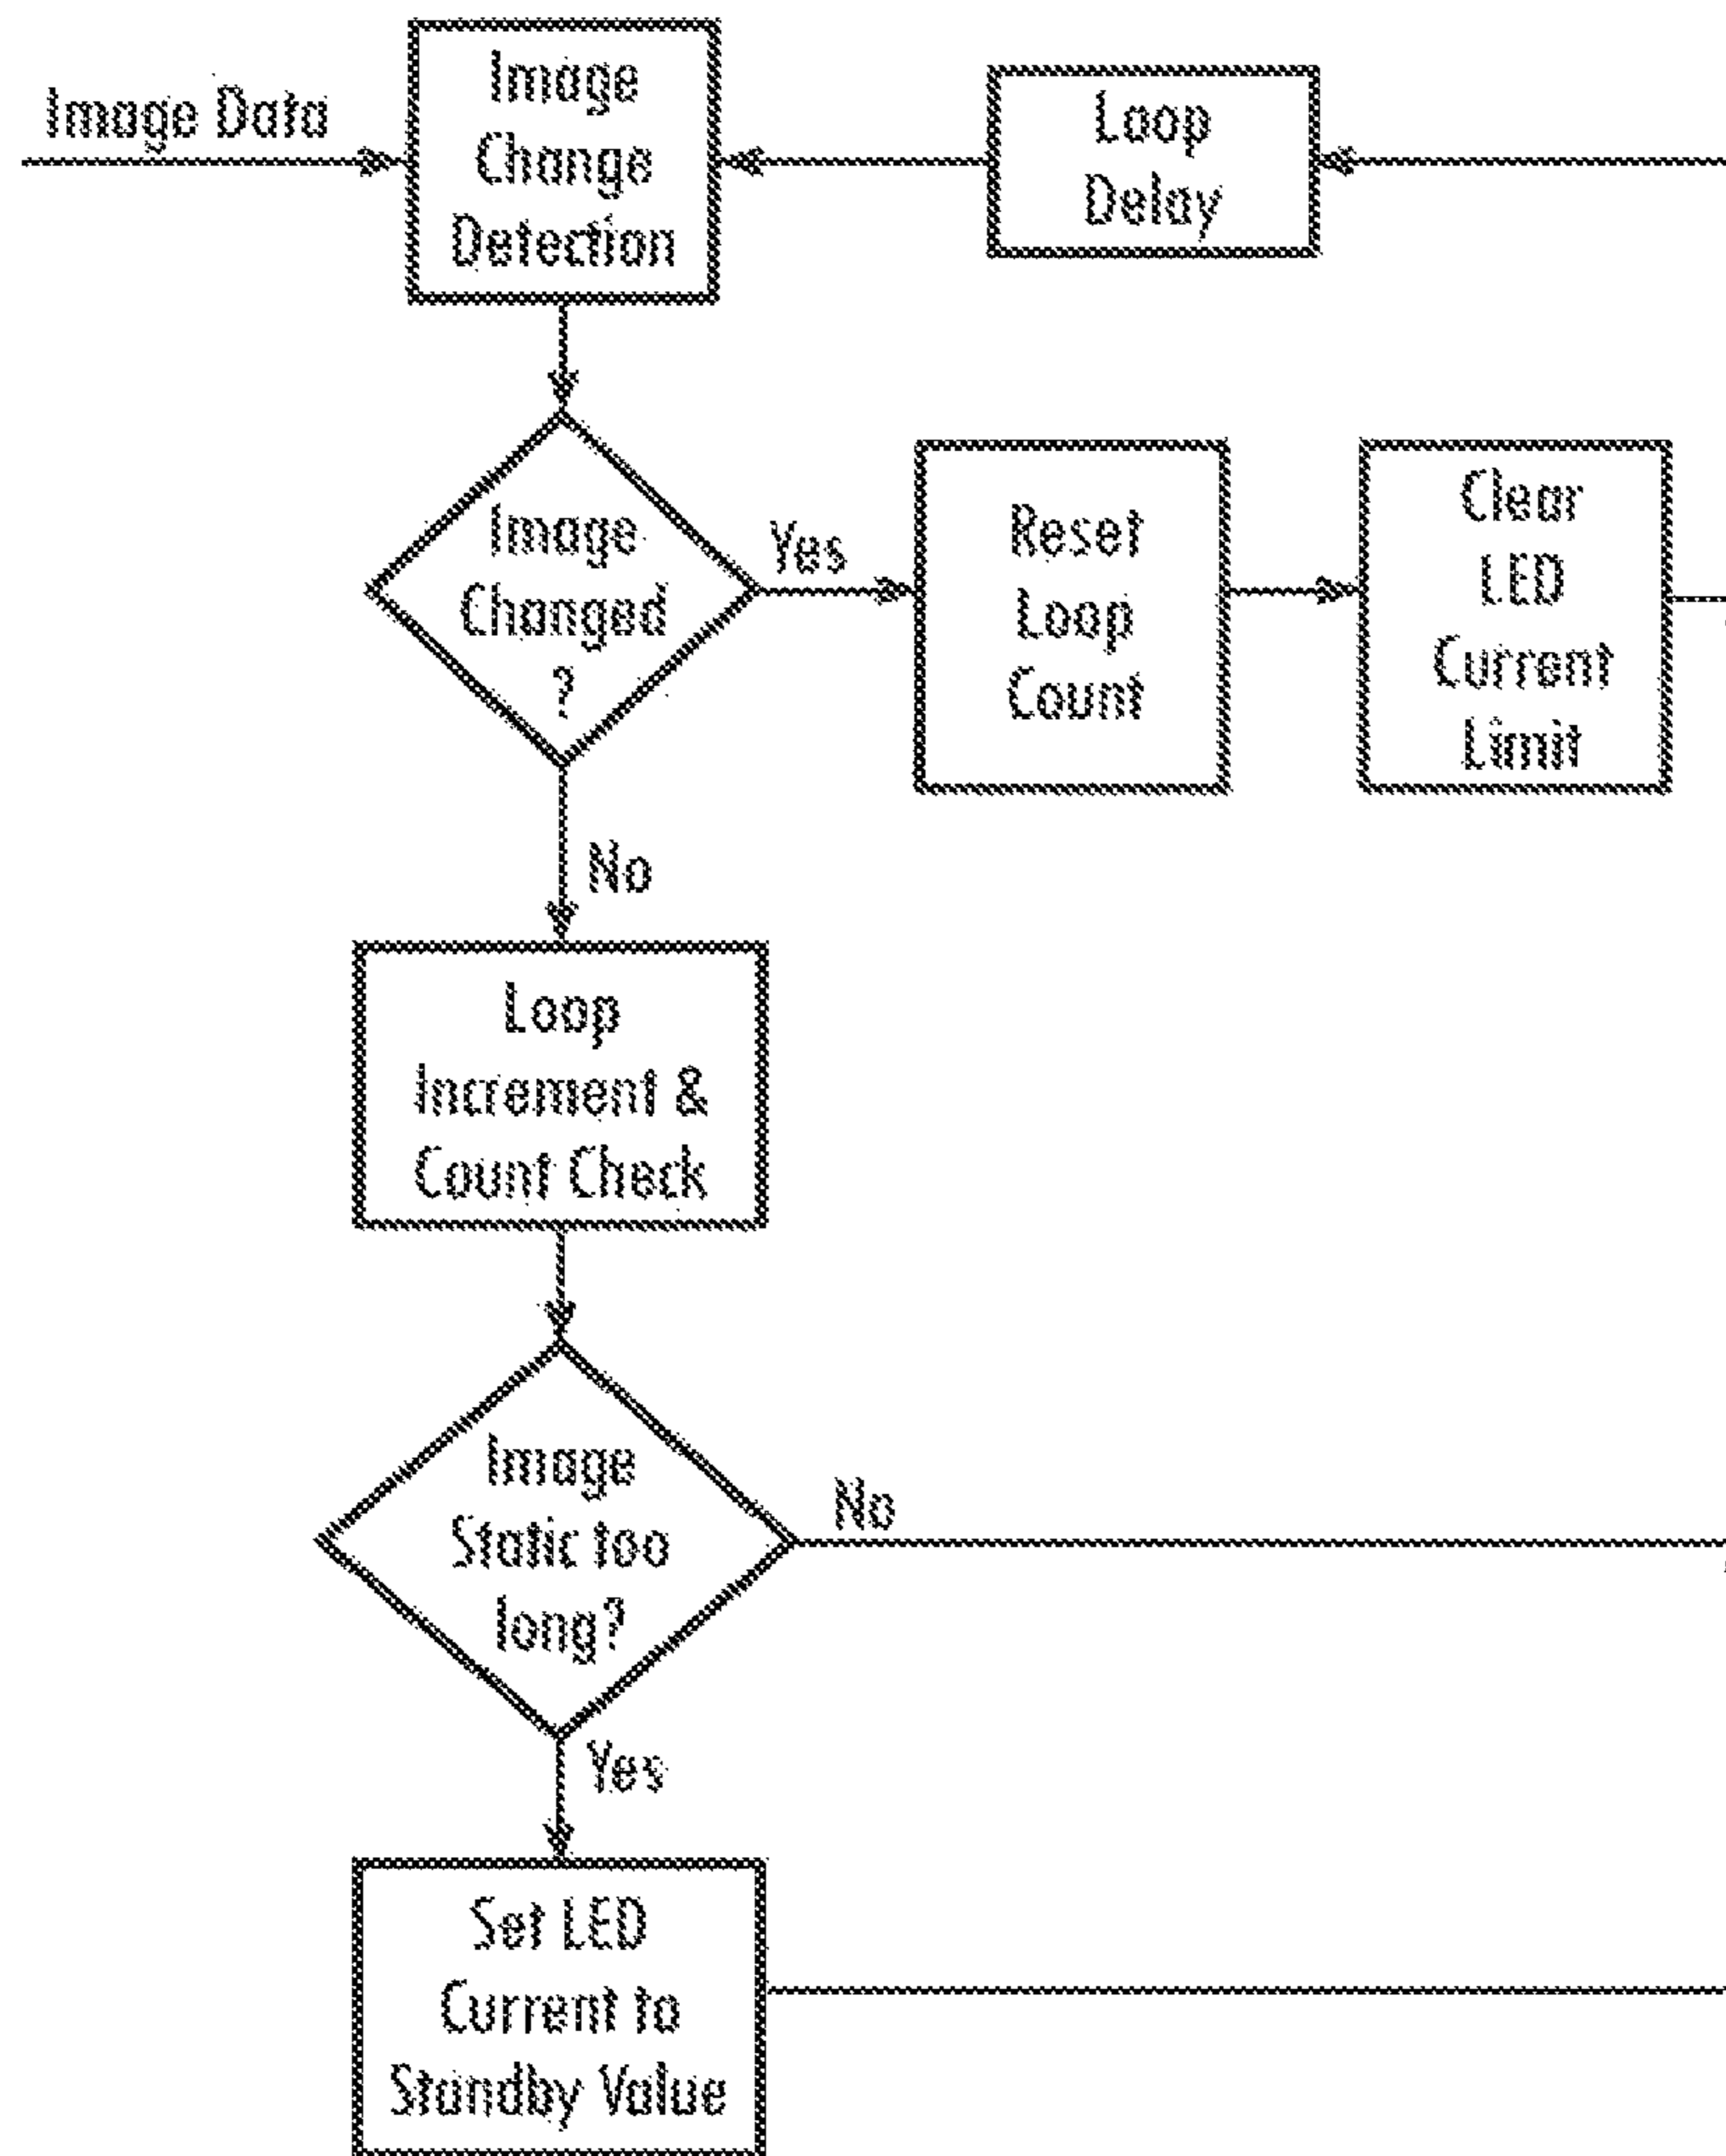 Image Data
Image
Change
Detection
Loop
Delay
Image
Changed
?
Yes
Reset
Loop
Count
Clear
LED
Current
Limit
No
Loop
Increment &
Count Check
Image
Static too
long?
No
Yes
Set LED
Current to
Standby Value